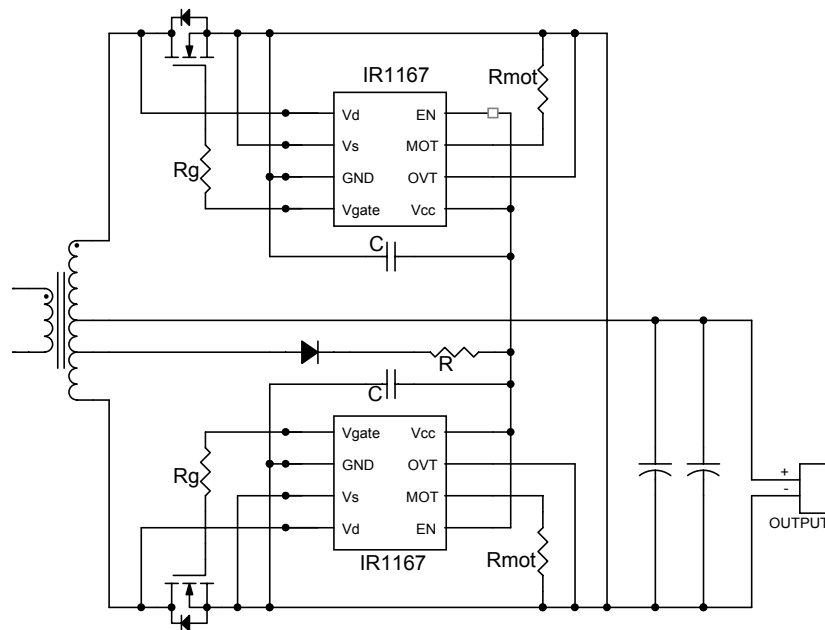 IR1167
Rmot
Vd
EN
Vs
MOT
Rg
GND
OVT
Vgate
Vcc
C
R
C
Vgate
Vcc
Rg
GND
OVT
Vs
MOT
Vd
EN
Rmot
IR1167
+
-
OUTPUT